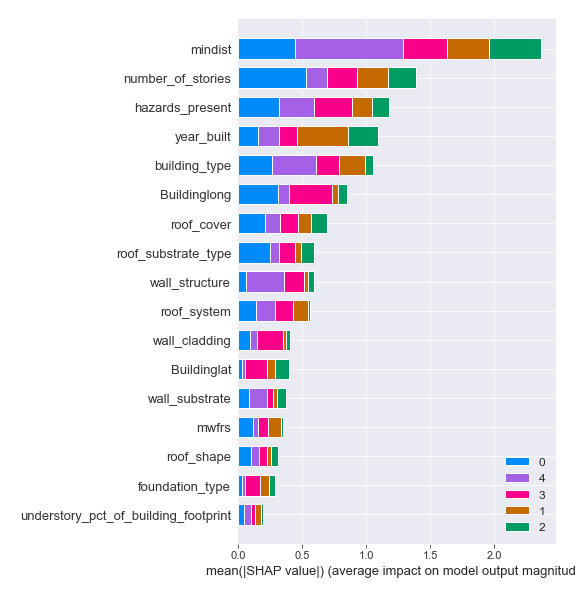 mindist
number_of_stories
hazards_present
year_built
building_type
Buildinglong
roof_cover
roof_substrate_type
wall_structure
roof_system
wall_cladding
Buildinglat
wall_substrate
mwfrs
roof_shape
foundation_type
understory_pct_of_building_footprint
0
4
3
1
2
0.0 0.5 1.0 1.5 2.0
mean(|SHAP value|) (average impact on model output magnitud